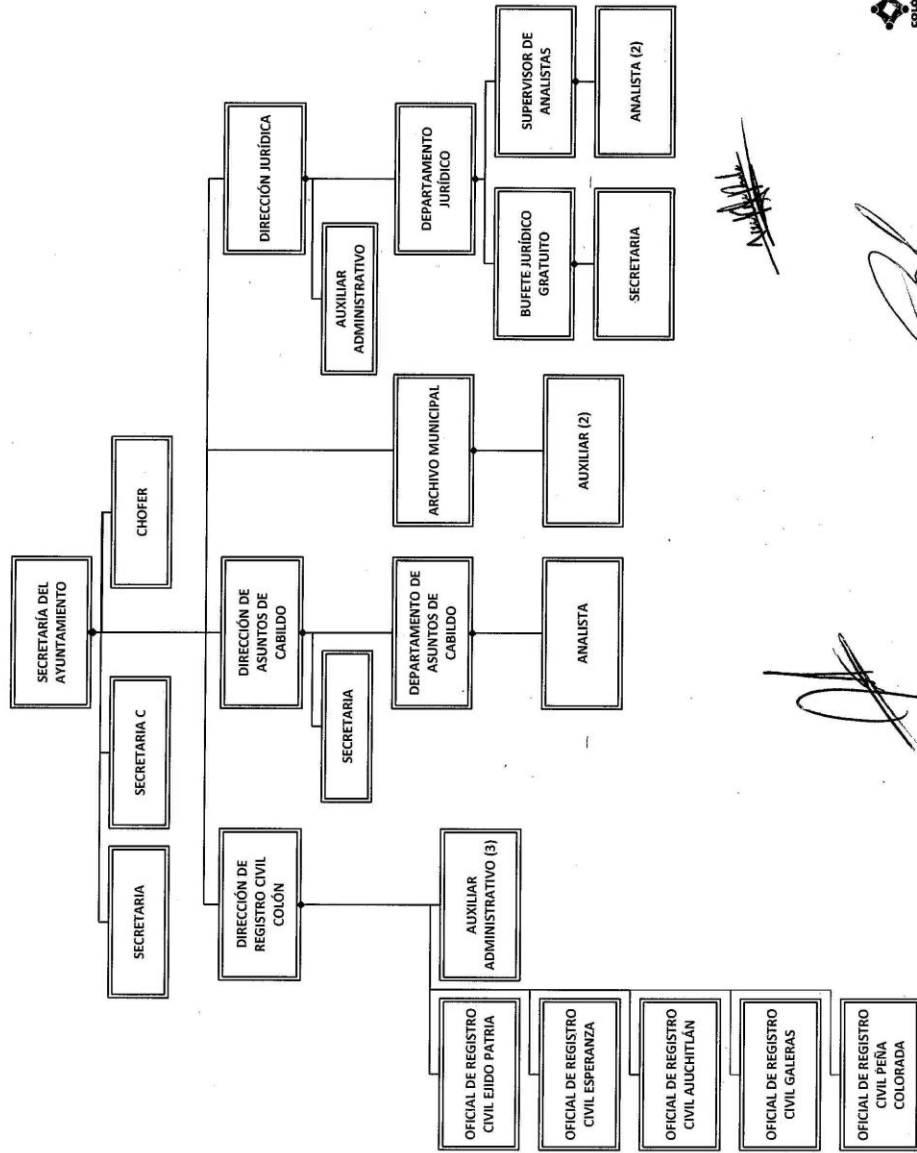 SECRETARÍA DEL
AYUNTAMIENTO
SECRETARIA
SECRETARIA C
CHOFER
DIRECCIÓN DE
REGISTRO CIVIL
COLÓN
DIRECCIÓN DE
ASUNTOS DE
CABILDO
DIRECCIÓN JURÍDICA
SECRETARIA
AUXILIAR
ADMINISTRATIVO
AUXILIAR
ADMINISTRATIVO (3)
DEPARTAMENTO DE
ASUNTOS DE
CABILDO
ARCHIVO MUNICIPAL
DEPARTAMENTO
JURÍDICO
OFICIAL DE REGISTRO
CIVIL EJIDO PATRIA
OFICIAL DE REGISTRO
CIVIL ESPERANZA
OFICIAL DE REGISTRO
CIVIL AJUCHITLÁN
OFICIAL DE REGISTRO
CIVIL GALERAS
OFICIAL DE REGISTRO
CIVIL PEÑA
COLORADA
ANALISTA
AUXILIAR (2)
BUFETE JURÍDICO
GRATUITO
SUPERVISOR DE
ANALISTAS
SECRETARIA
ANALISTA (2)